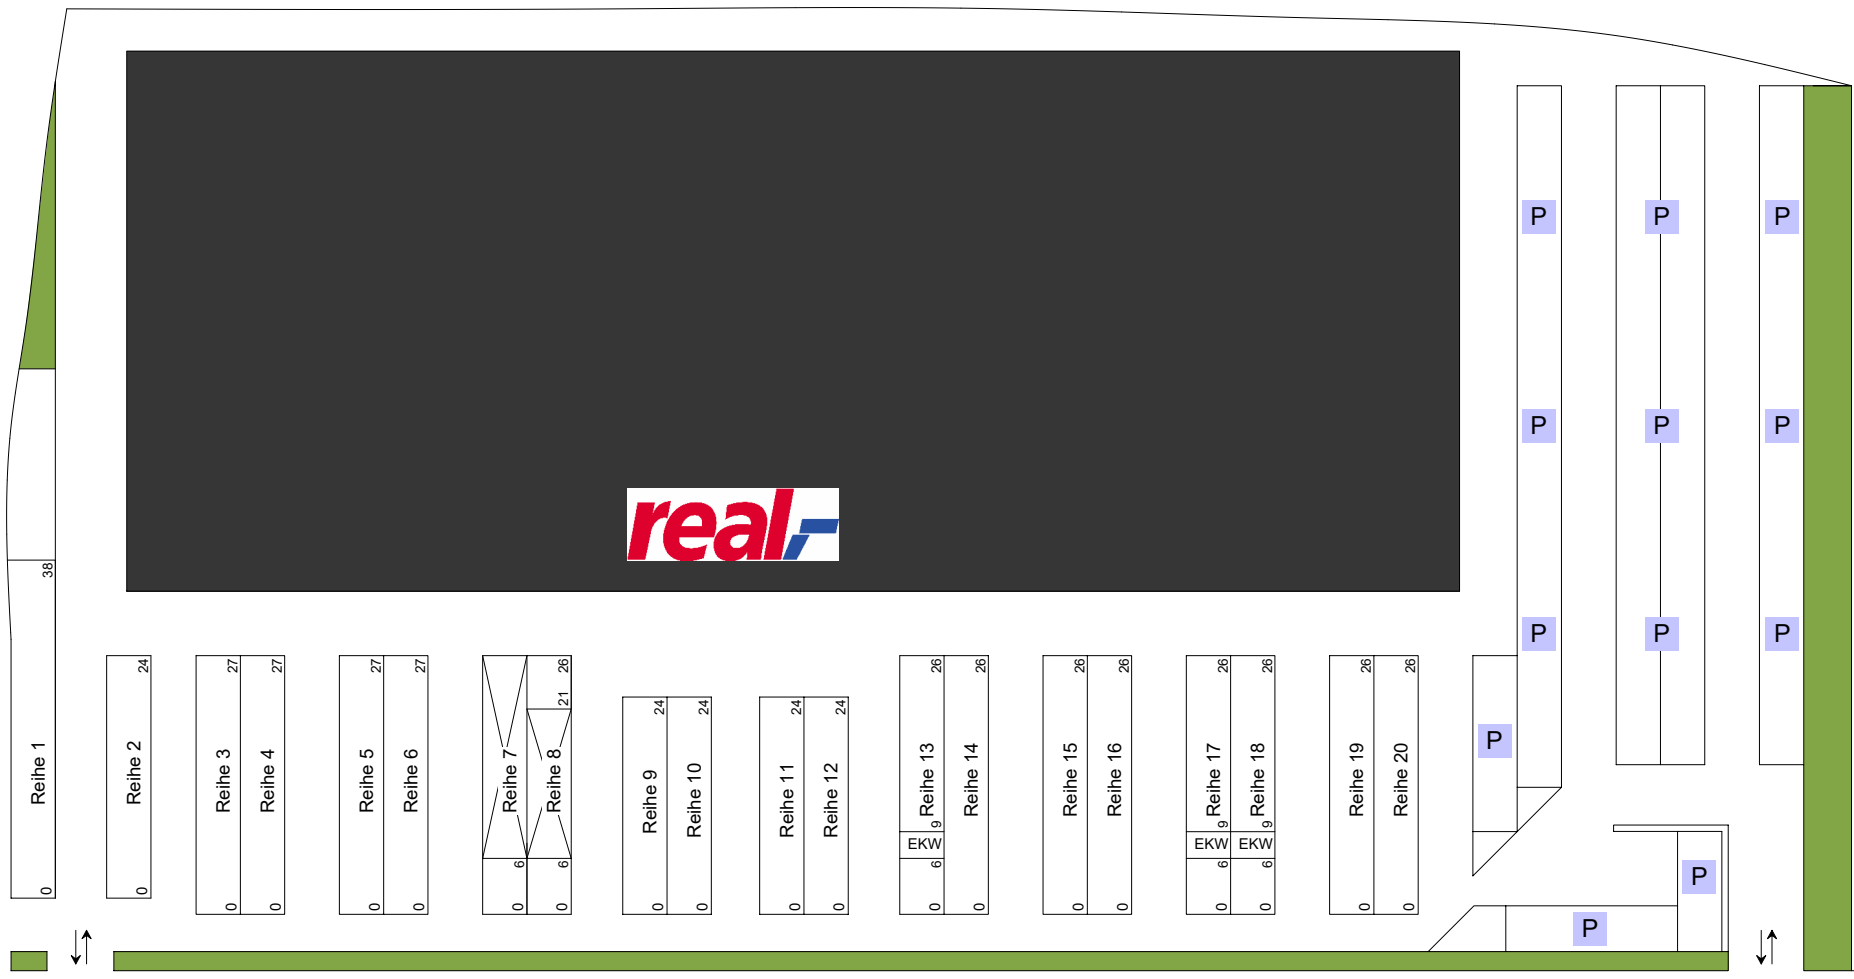 P P P
P P P
real,-
38
P P P
24 27 27 27 27 26 26 26 26 26 26 26 26 26
21
24 24 24 24
P
Reihe 1
Reihe 2
Reihe 3
Reihe 4
Reihe 5
Reihe 6
Reihe 7
Reihe 8
Reihe 9
Reihe 10
Reihe 11
Reihe 12
Reihe 13
Reihe 14
Reihe 15
Reihe 16
Reihe 17
Reihe 18
Reihe 19
Reihe 20
9 9 9
EKW EKW EKW
6 6 6 6 6
P
0 0
0 0 0 0 0 0 0 0 0 0 0 0 0 0 0 0 0 0
P